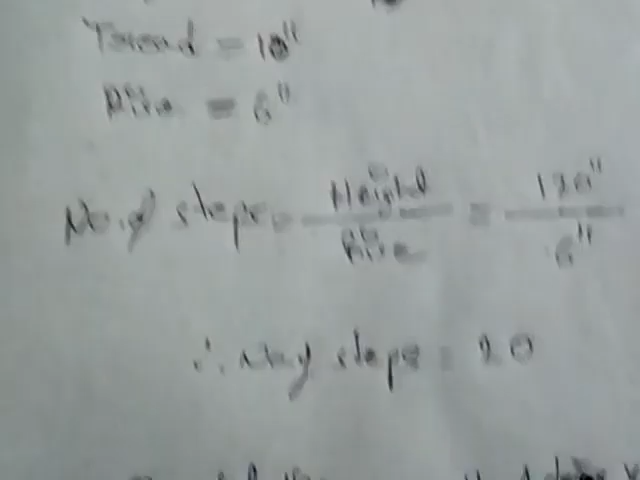 Tread = 10"
Rise = 6"
No. of steps = Height / Rise = 120" / 6"
∴ No. of steps = 20